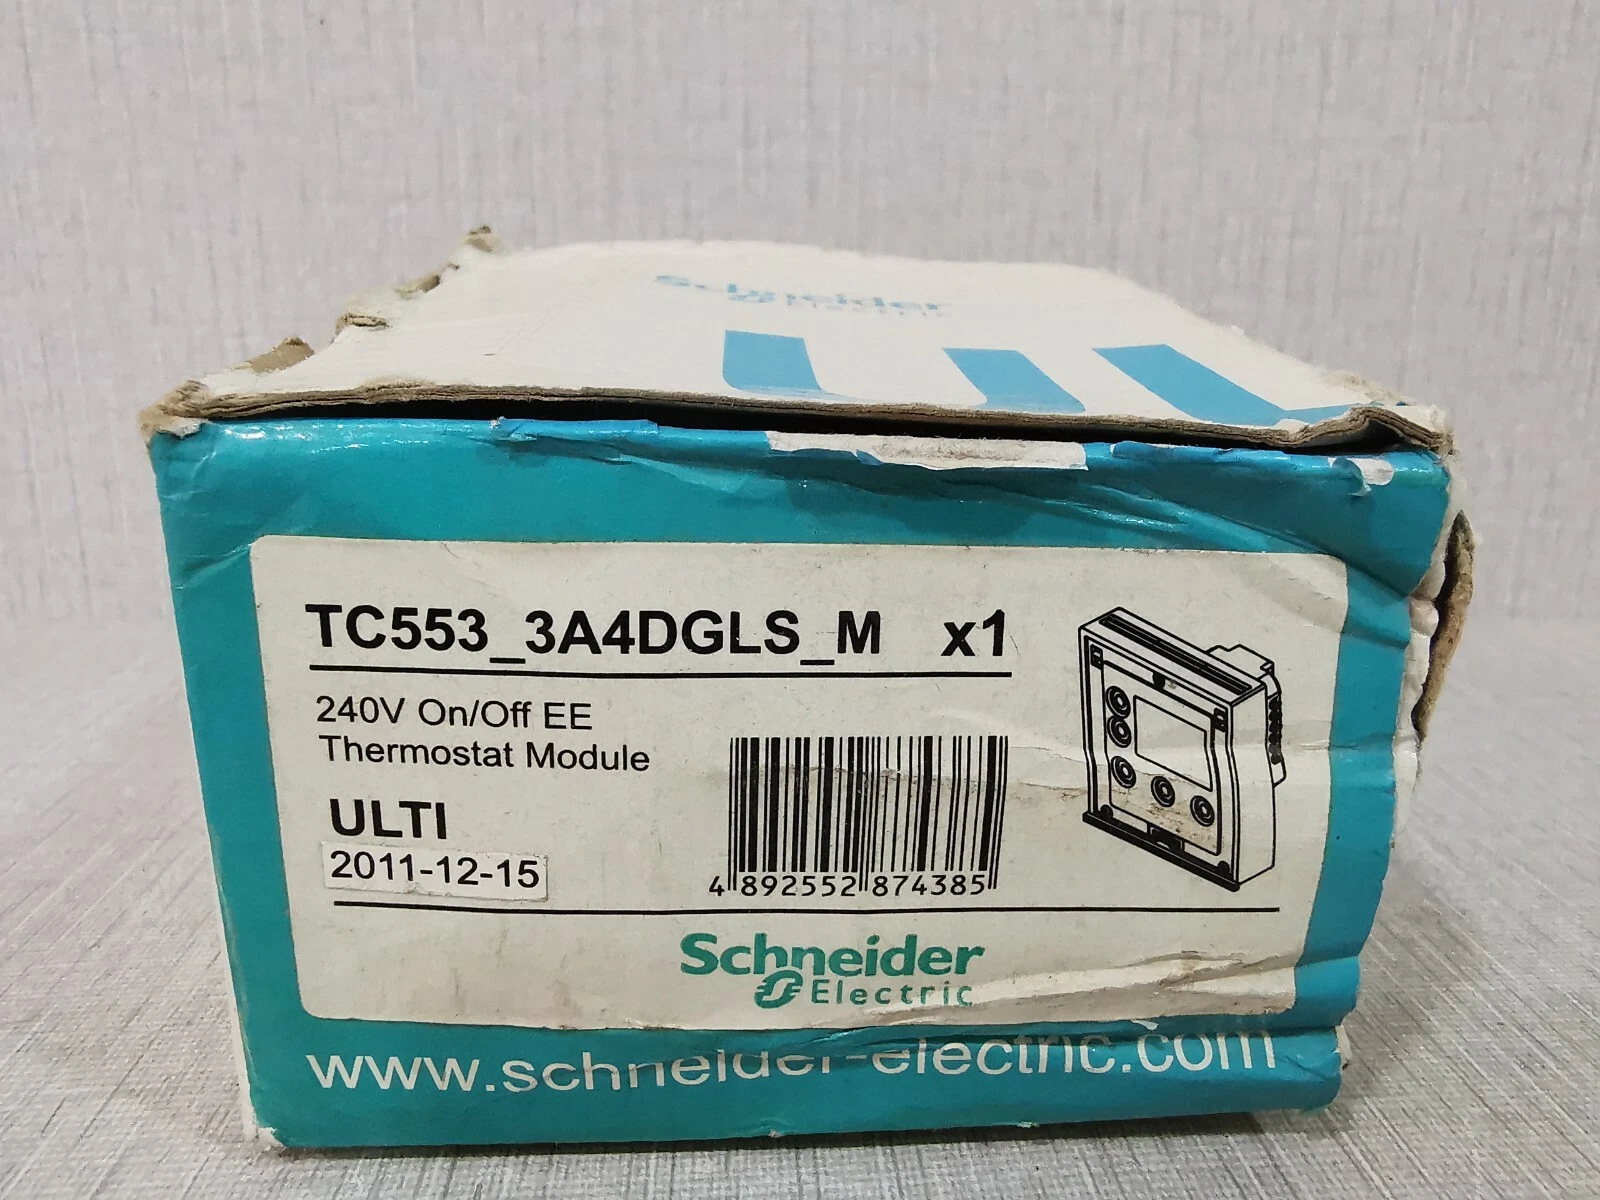 Schneider
Electric
UL
TC553_3A4DGLS_M x1
240V On/Off EE
Thermostat Module
ULTI
2011-12-15
4 892552 874385
Schneider
Electric
www.schneider-electric.com